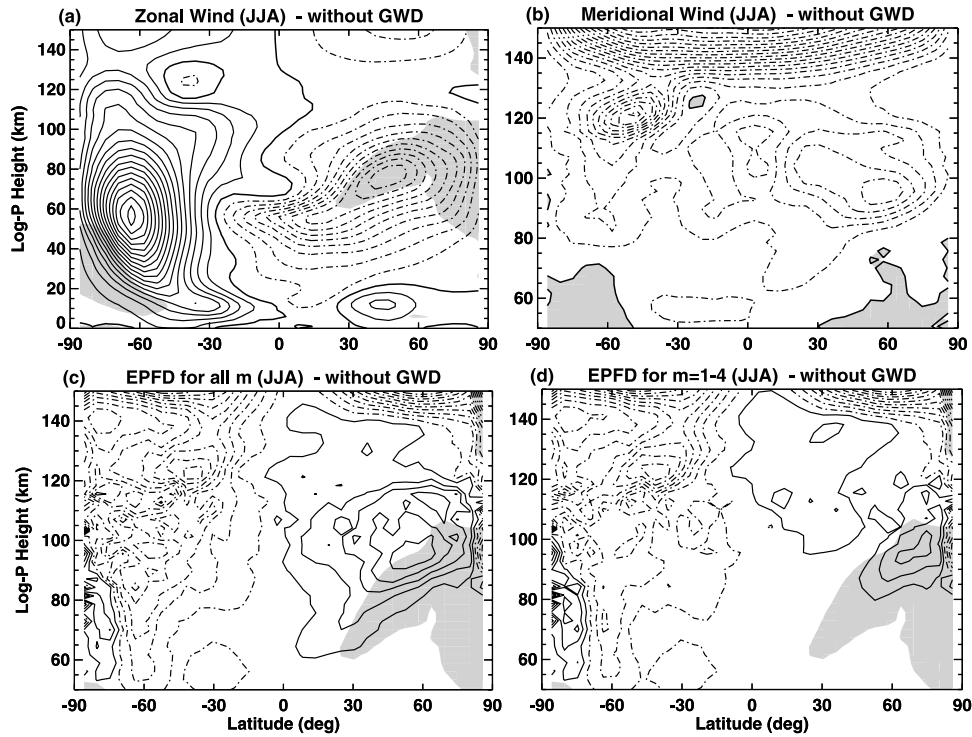 (a) Zonal Wind (JJA) - without GWD
(b) Meridional Wind (JJA) - without GWD
Log-P Height (km)
140
120
100
80
60
40
20
0
-90 -60 -30 0 30 60 90
140
120
100
80
60
-90 -60 -30 0 30 60 90
(c) EPFD for all m (JJA) - without GWD
(d) EPFD for m=1-4 (JJA) - without GWD
Log-P Height (km)
140
120
100
80
60
-90 -60 -30 0 30 60 90
Latitude (deg)
140
120
100
80
60
-90 -60 -30 0 30 60 90
Latitude (deg)